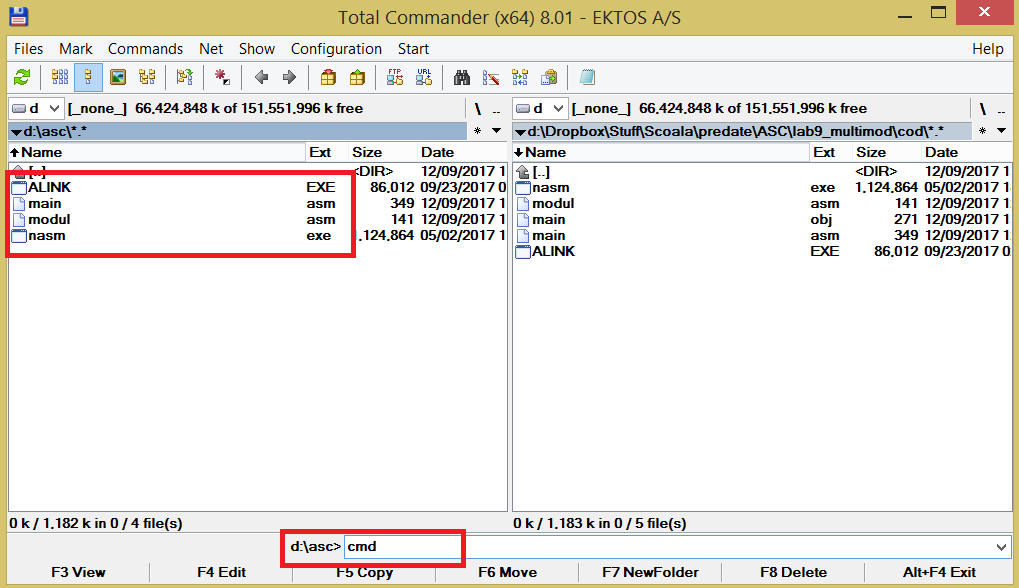 Total Commander (x64) 8.01 - EKTOS A/S
Files Mark Commands Net Show Configuration Start Help
FTP URL
d [_none_] 66,424,848 k of 151,551,996 k free \ .. d [_none_] 66,424,848 k of 151,551,996 k free \ ..
d:\asc\*.* * d:\Dropbox\Stuff\Scoala\predate\ASC\lab9_multimod\cod\*.* *
Name Ext Size Date Name Ext Size Date
[..] <DIR> 12/09/2017 1 [..] <DIR> 12/09/2017 1
ALINK EXE 86,012 09/23/2017 0 nasm exe 1,124,864 05/02/2017 1
main asm 349 12/09/2017 1 modul asm 141 12/09/2017 1
modul asm 141 12/09/2017 1 main obj 271 12/09/2017 1
nasm exe ,124,864 05/02/2017 1 main asm 349 12/09/2017 1
ALINK EXE 86,012 09/23/2017 0
0 k / 1,182 k in 0 / 4 file(s) 0 k / 1,183 k in 0 / 5 file(s)
d:\asc> cmd
F3 View F4 Edit F5 Copy F6 Move F7 NewFolder F8 Delete Alt+F4 Exit